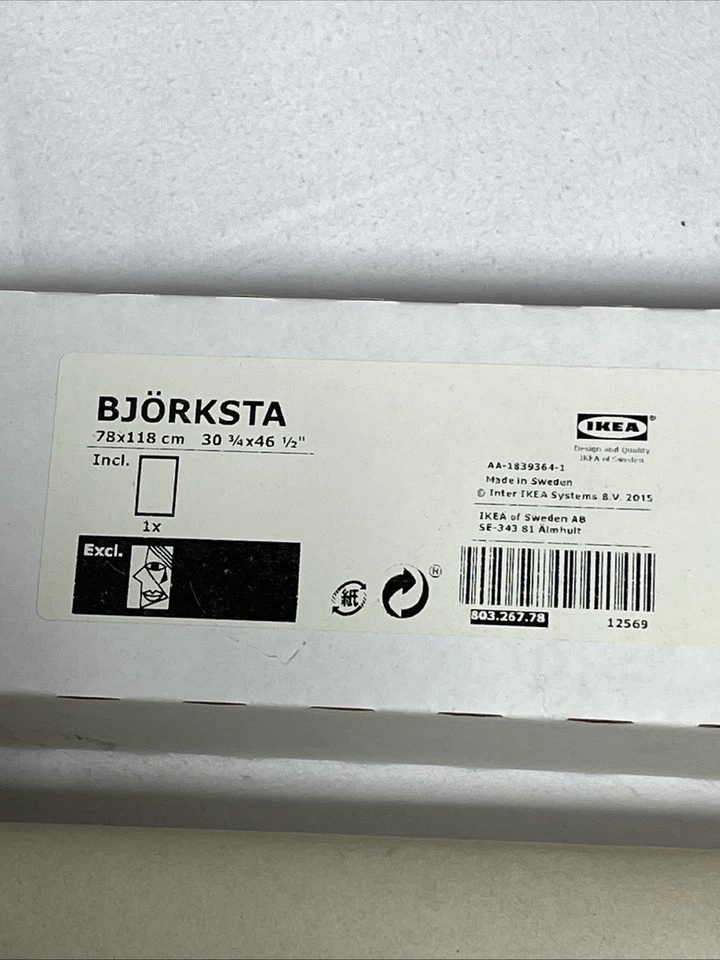 BJÖRKSTA
78x118 cm 30 ¾x46 ½"
Incl.
1x
Excl.
紙
®
IKEA®
Design and Quality
IKEA of Sweden
AA-1839364-1
Made in Sweden
© Inter IKEA Systems B.V. 2015
IKEA of Sweden AB
SE-343 81 Älmhult
803.267.78
12569